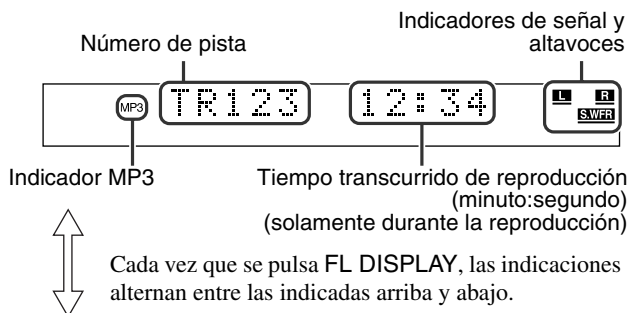 Indicadores de señal y
altavoces
Número de pista
MP3 TR123 12:34 L R
S.WFR
Indicador MP3
Tiempo transcurrido de reproducción
(minuto:segundo)
(solamente durante la reproducción)
Cada vez que se pulsa FL DISPLAY, las indicaciones
alternan entre las indicadas arriba y abajo.